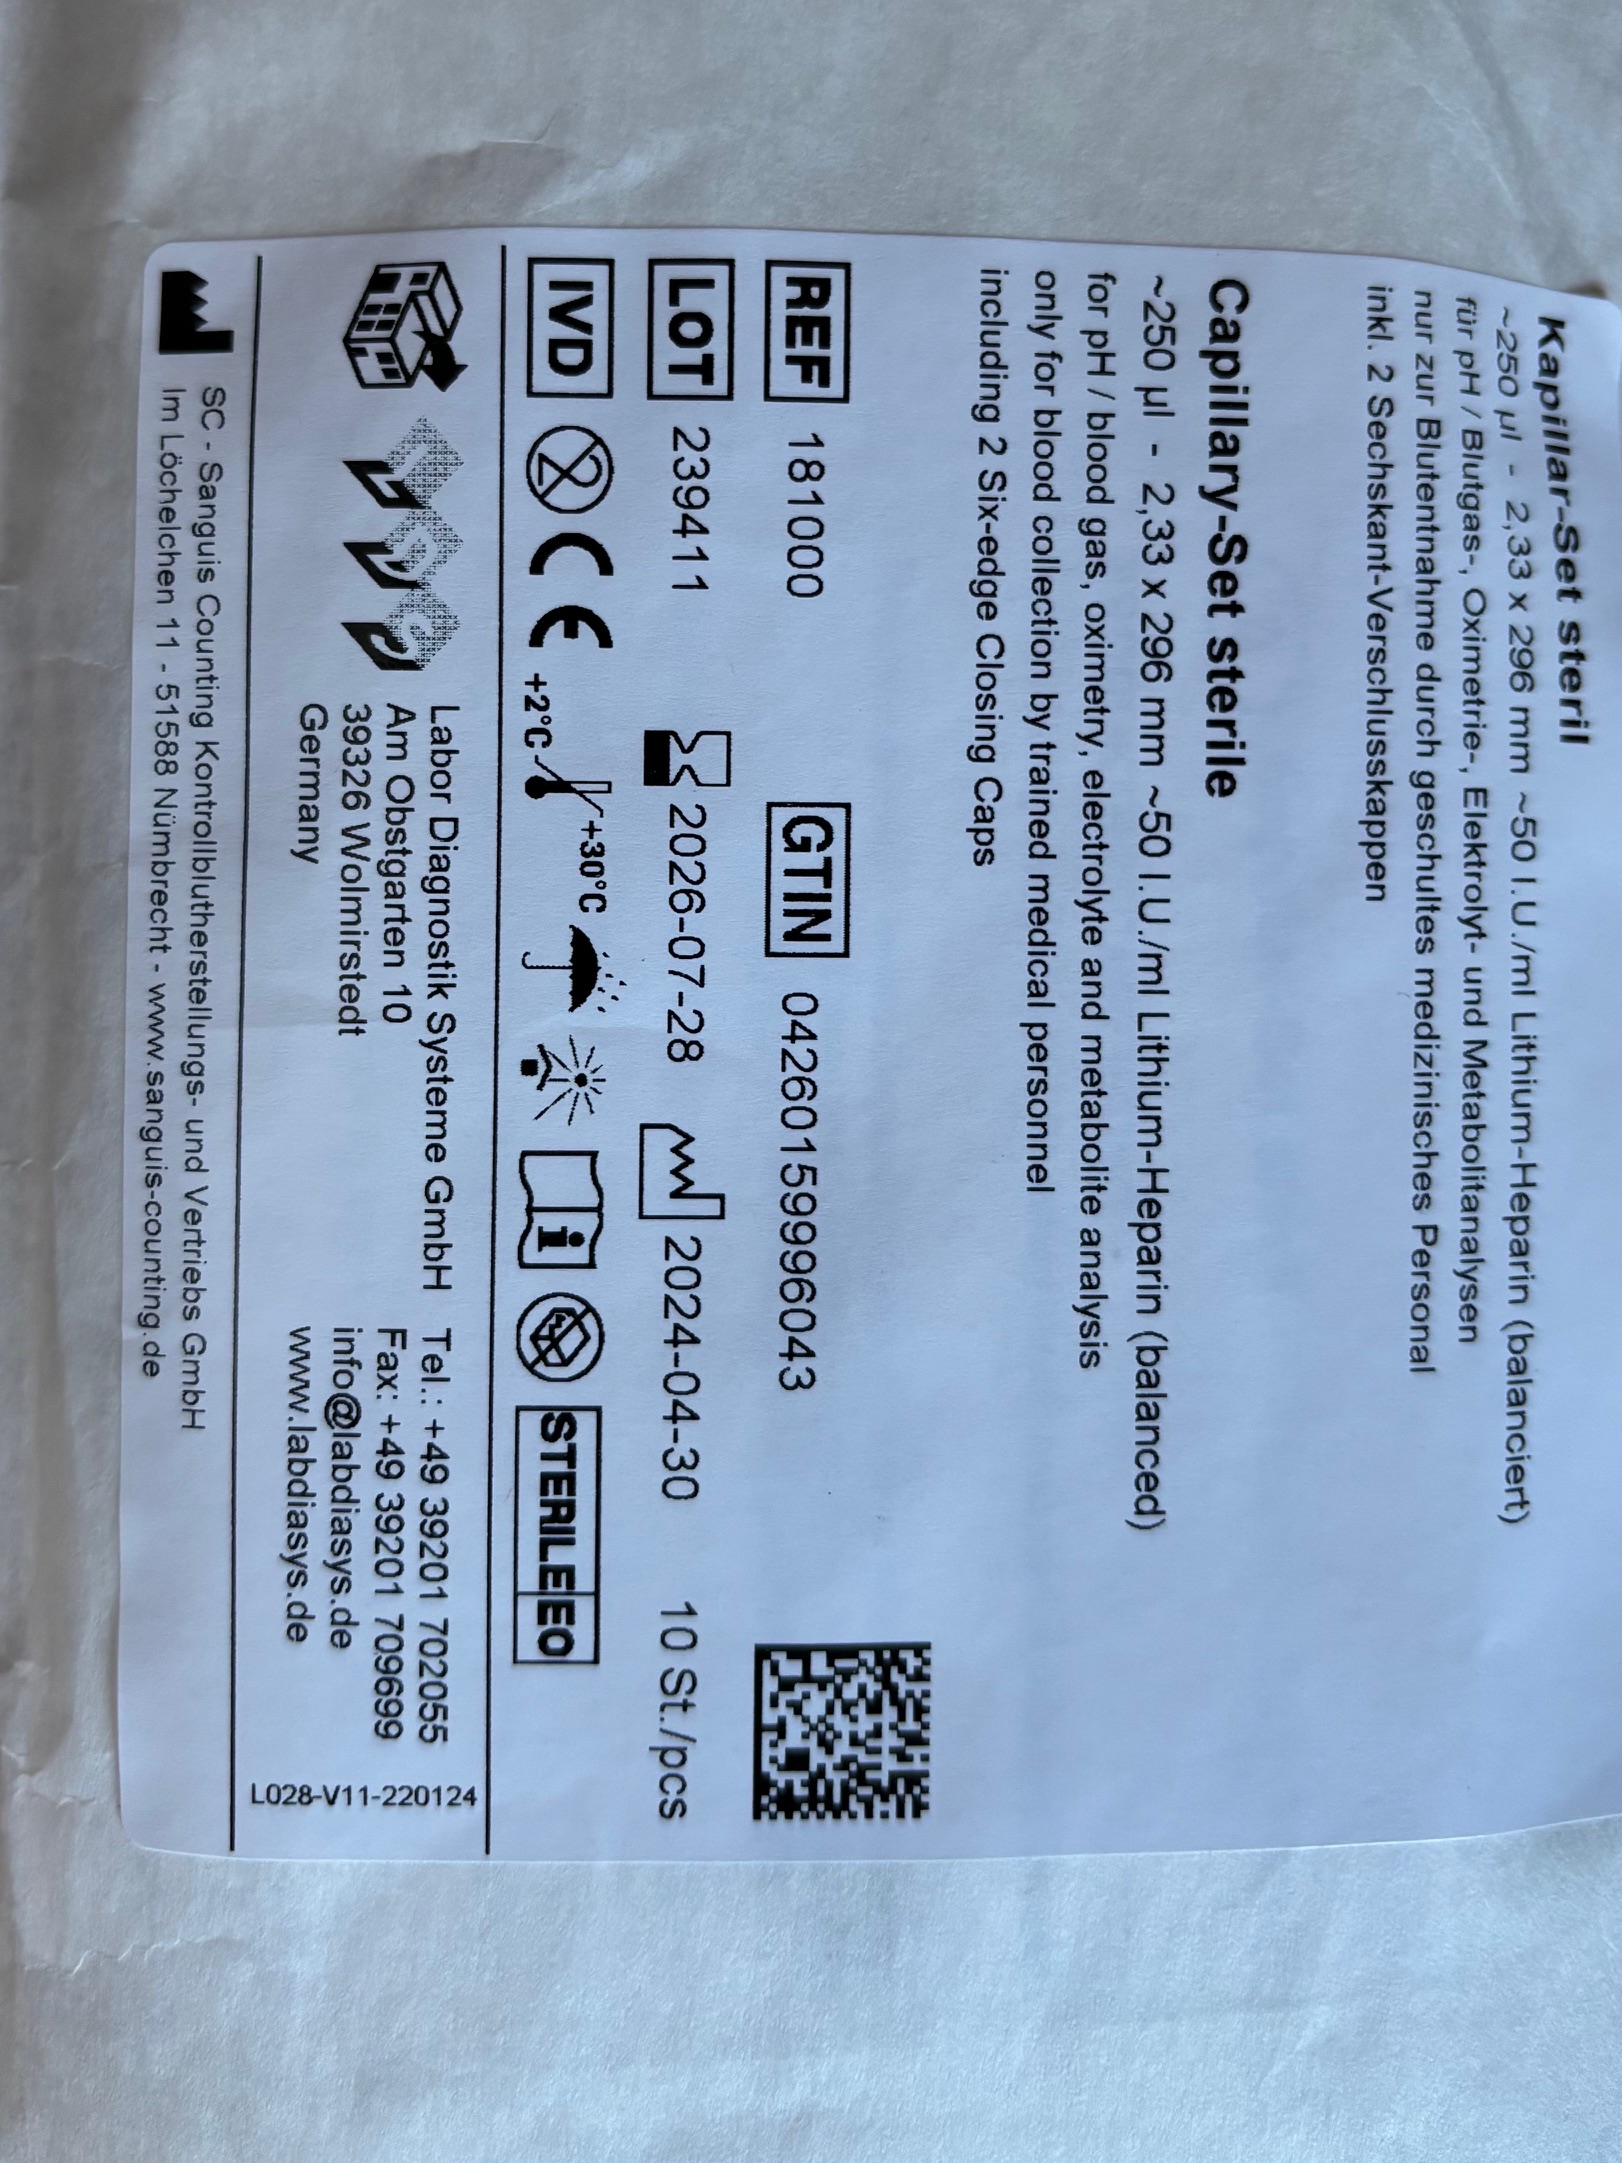 Kapillar-Set steril
~250 µl - 2,33 x 296 mm ~50 I.U./ml Lithium-Heparin (balanciert)
für pH / Blutgas-, Oximetrie-, Elektrolyt- und Metabolitanalysen
nur zur Blutentnahme durch geschultes medizinisches Personal
inkl. 2 Sechskant-Verschlusskappen
Capillary-Set sterile
~250 µl - 2,33 x 296 mm ~50 I.U./ml Lithium-Heparin (balanced)
for pH / blood gas, oximetry, electrolyte and metabolite analysis
only for blood collection by trained medical personnel
including 2 Six-edge Closing Caps
REF 181000 GTIN 04260159996043
LOT 239411 2026-07-28 2024-04-30 10 St./pcs
IVD 2 CE +2°C +30°C i STERILE EO
LDS
Labor Diagnostik Systeme GmbH Tel.: +49 39201 702055
Am Obstgarten 10 Fax: +49 39201 709699
39326 Wolmirstedt info@labdiasys.de
Germany www.labdiasys.de
L028-V11-220124
SC - Sanguis Counting Kontrollblutherstellungs- und Vertriebs GmbH
Im Löchelchen 11 - 51588 Nümbrecht - www.sanguis-counting.de